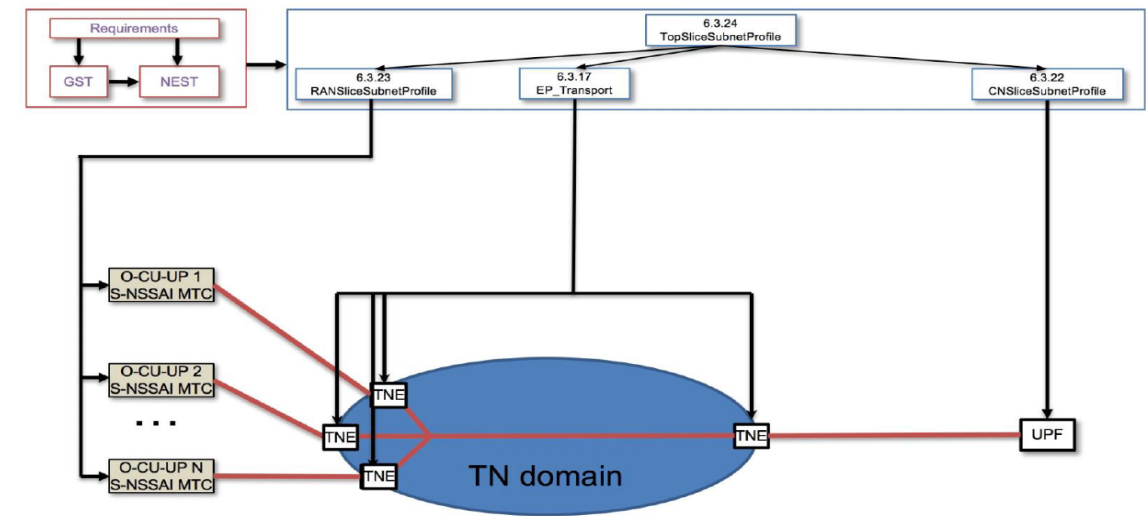 Requirements
GST
NEST
6.3.24
TopSliceSubnetProfile
6.3.23
RANSliceSubnetProfile
6.3.17
EP_Transport
6.3.22
CNSliceSubnetProfile
O-CU-UP 1
S-NSSAI MTC
O-CU-UP 2
S-NSSAI MTC
...
O-CU-UP N
S-NSSAI MTC
TNE
TNE
TNE
TNE
UPF
TN domain